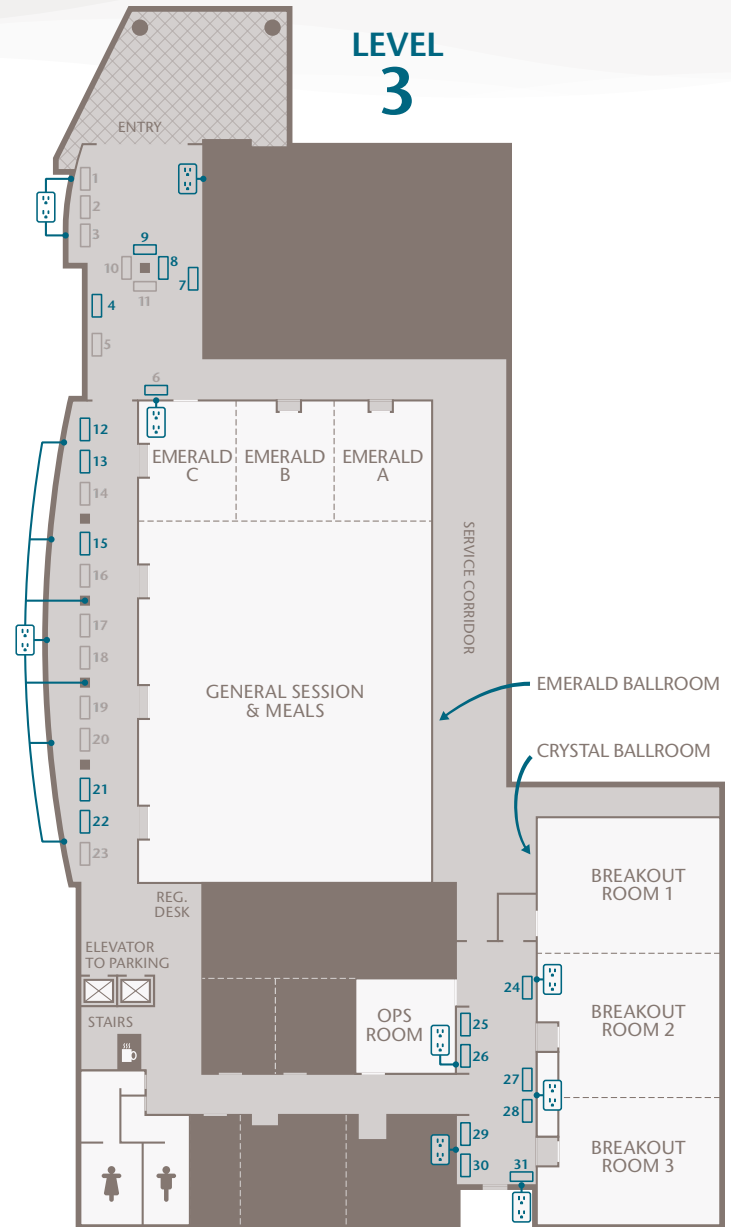 LEVEL
3
ENTRY
1
2
3
9
10
8
7
11
4
5
6
12
13
14
15
16
17
18
19
20
21
22
23
EMERALD
C
EMERALD
B
EMERALD
A
SERVICE CORRIDOR
GENERAL SESSION
& MEALS
EMERALD BALLROOM
CRYSTAL BALLROOM
REG.
DESK
ELEVATOR
TO PARKING
STAIRS
OPS
ROOM
BREAKOUT
ROOM 1
BREAKOUT
ROOM 2
BREAKOUT
ROOM 3
24
25
26
27
28
29
30
31